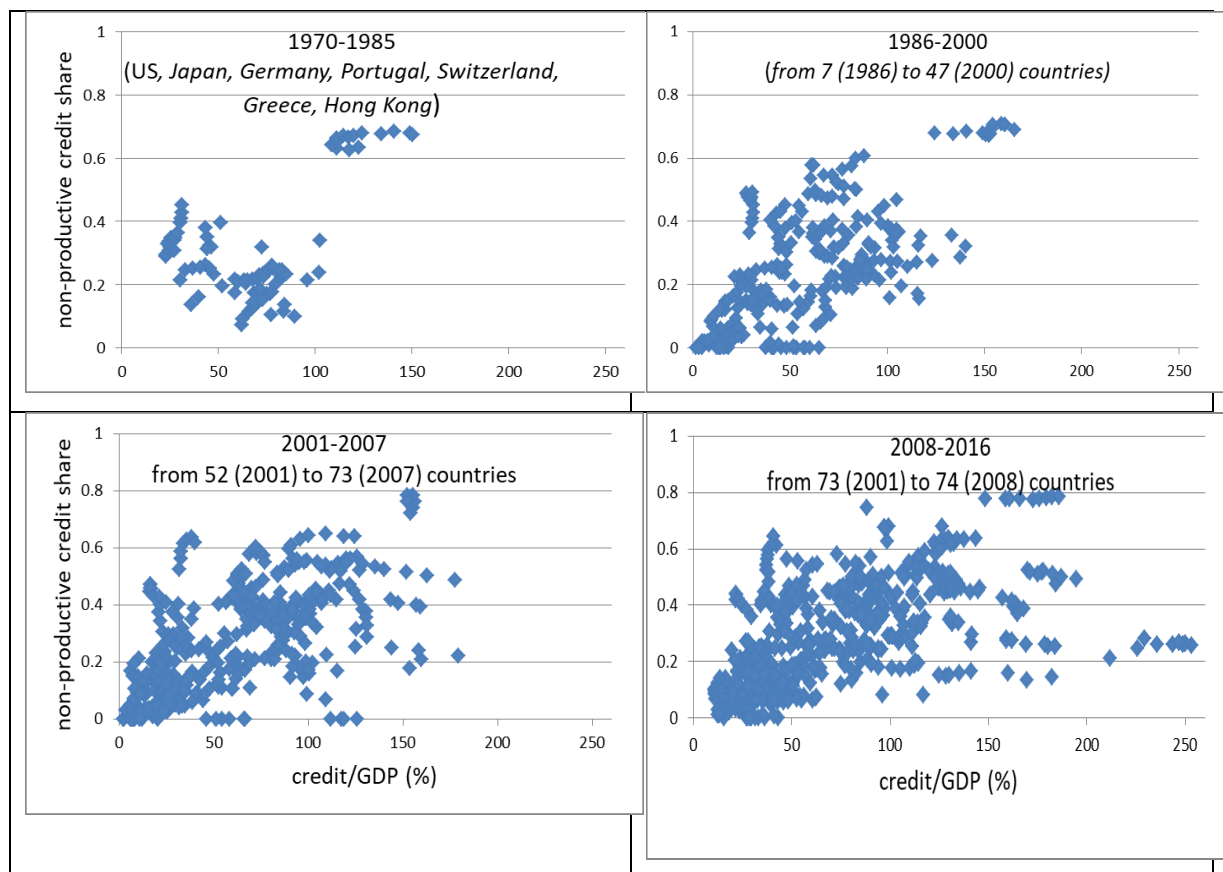 1970-1985
(US, Japan, Germany, Portugal, Switzerland,
Greece, Hong Kong)
non-productive credit share
1
0.8
0.6
0.4
0.2
0
0 50 100 150 200 250
1986-2000
(from 7 (1986) to 47 (2000) countries)
1
0.8
0.6
0.4
0.2
0
0 50 100 150 200 250
2001-2007
from 52 (2001) to 73 (2007) countries
non-productive credit share
1
0.8
0.6
0.4
0.2
0
0 50 100 150 200 250
credit/GDP (%)
2008-2016
from 73 (2001) to 74 (2008) countries
1
0.8
0.6
0.4
0.2
0
0 50 100 150 200 250
credit/GDP (%)